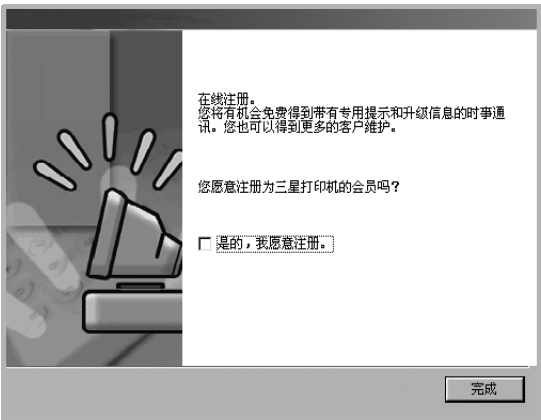 在线注册。
您将有机会免费得到带有专用提示和升级信息的时事通
讯。您也可以得到更多的客户维护。
您愿意注册为三星打印机的会员吗?
是的，我愿意注册。
完成